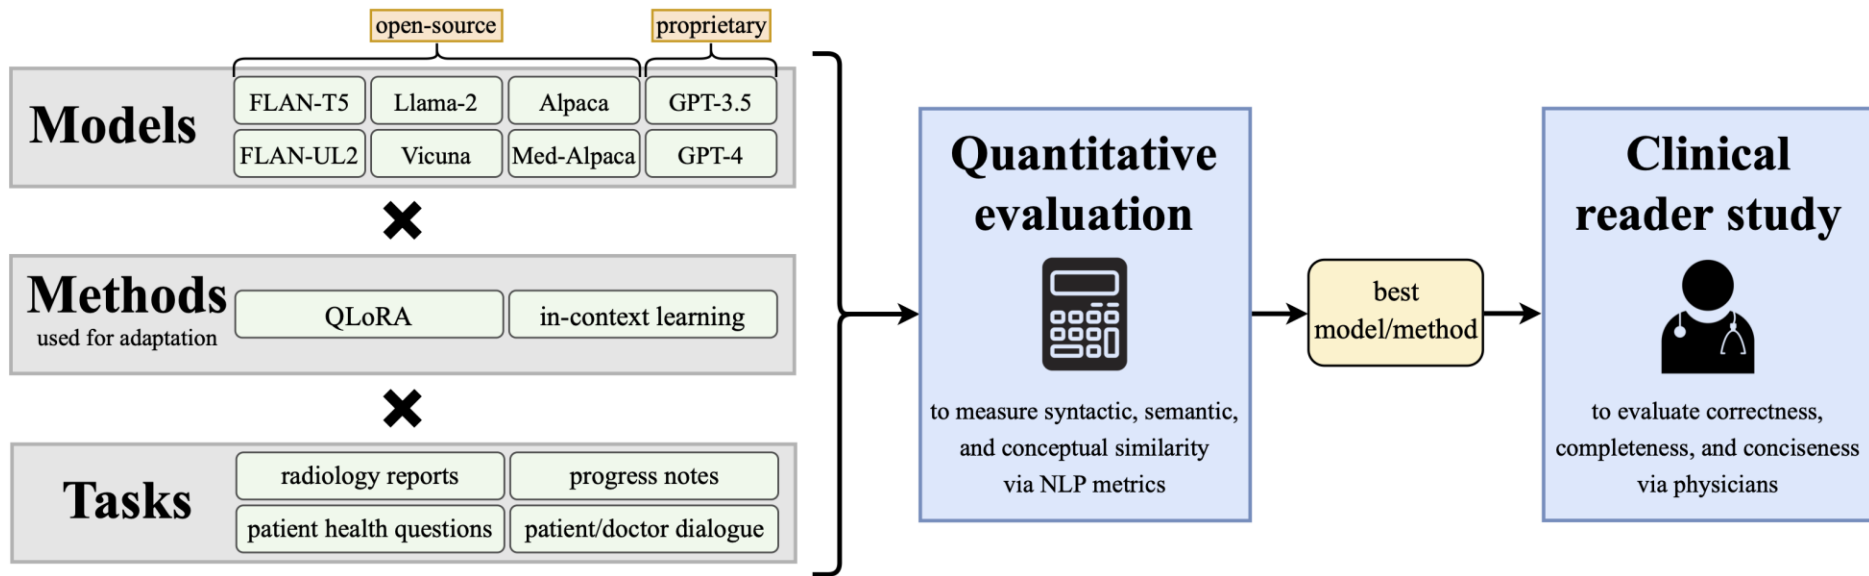 open-source
proprietary
Models
FLAN-T5
Llama-2
Alpaca
GPT-3.5
FLAN-UL2
Vicuna
Med-Alpaca
GPT-4
Methods
used for adaptation
QLoRA
in-context learning
Tasks
radiology reports
progress notes
patient health questions
patient/doctor dialogue
Quantitative
evaluation
to measure syntactic, semantic,
and conceptual similarity
via NLP metrics
best
model/method
Clinical
reader study
to evaluate correctness,
completeness, and conciseness
via physicians